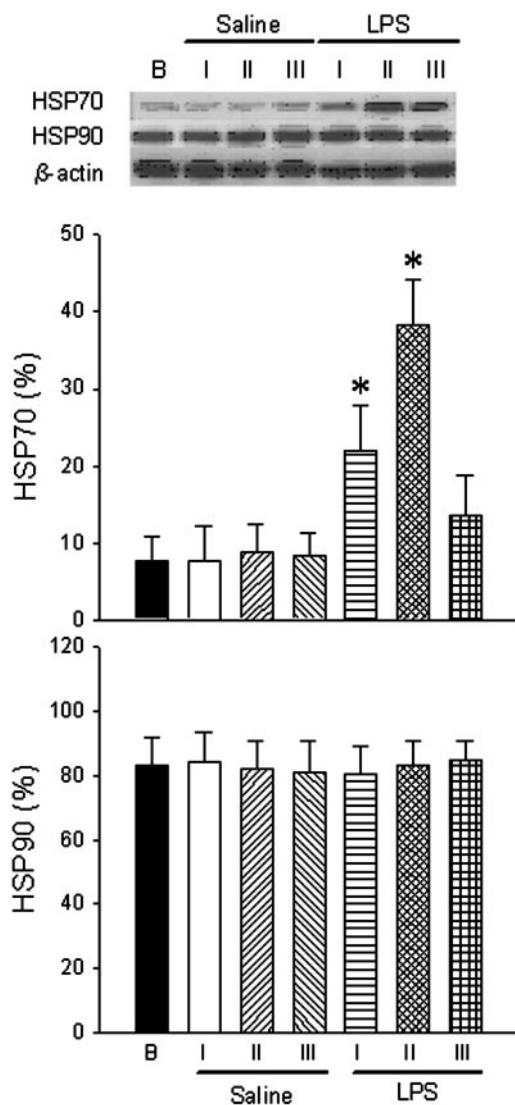 Saline LPS
B I II III I II III
HSP70
HSP90
β-actin
50
40
30
20
10
0
HSP70 (%)
* *
120
100
80
60
40
20
0
HSP90 (%)
B I II III I II III
Saline LPS